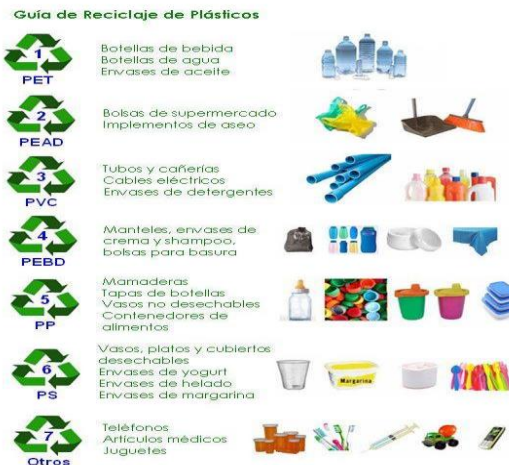 Guía de Reciclaje de Plásticos
1
PET
Botellas de bebida
Botellas de agua
Envases de aceite
2
PEAD
Bolsas de supermercado
Implementos de aseo
3
PVC
Tubos y cañerías
Cables eléctricos
Envases de detergentes
4
PEBD
Manteles, envases de
crema y shampoo,
bolsas para basura
5
PP
Mamaderas
Tapas de botellas
Vasos no desechables
Contenedores de
alimentos
6
PS
Vasos, platos y cubiertos
desechables
Envases de yogurt
Envases de helado
Envases de margarina
Margarina
7
Otros
Teléfonos
Artículos médicos
Juguetes